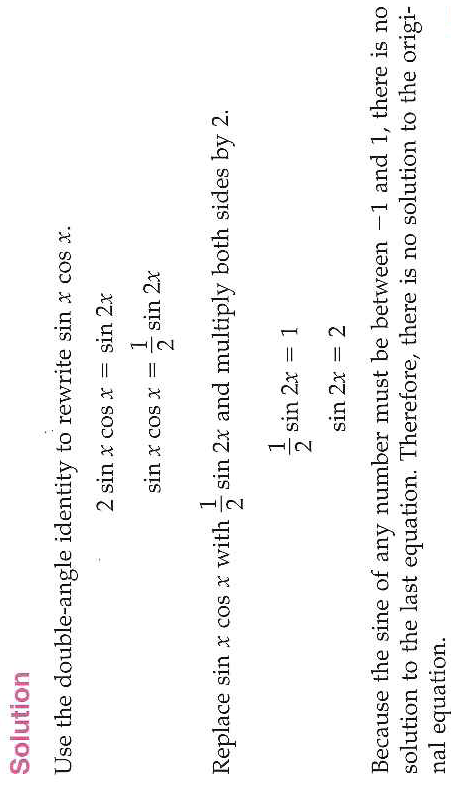 Solution
Use the double-angle identity to rewrite sin x cos x.
2 sin x cos x = sin 2x
sin x cos x = 1/2 sin 2x
Replace sin x cos x with 1/2 sin 2x and multiply both sides by 2.
1/2 sin 2x = 1
sin 2x = 2
Because the sine of any number must be between −1 and 1, there is no
solution to the last equation. Therefore, there is no solution to the origi-
nal equation.